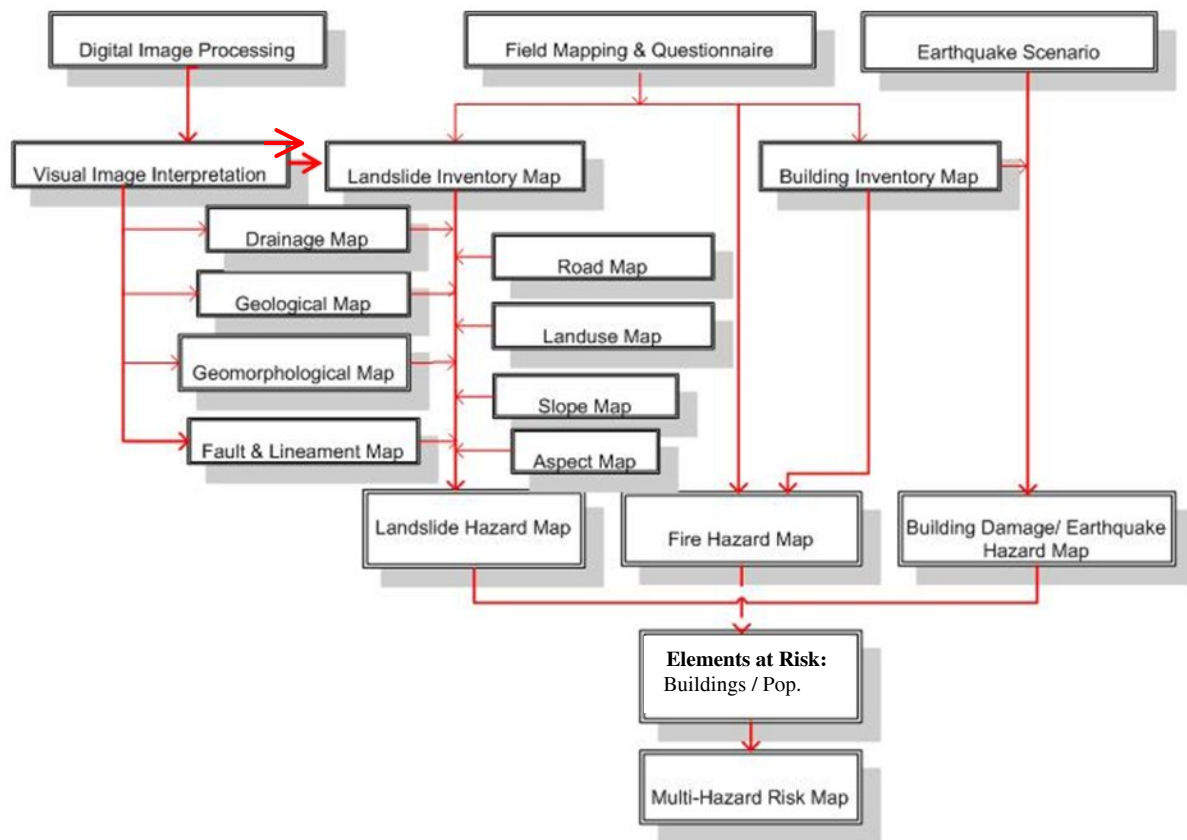 Digital Image Processing
Field Mapping & Questionnaire
Earthquake Scenario
Visual Image Interpretation
Landslide Inventory Map
Building Inventory Map
Drainage Map
Road Map
Geological Map
Landuse Map
Geomorphological Map
Slope Map
Fault & Lineament Map
Aspect Map
Landslide Hazard Map
Fire Hazard Map
Building Damage/ Earthquake
Hazard Map
Elements at Risk:
Buildings / Pop.
Multi-Hazard Risk Map